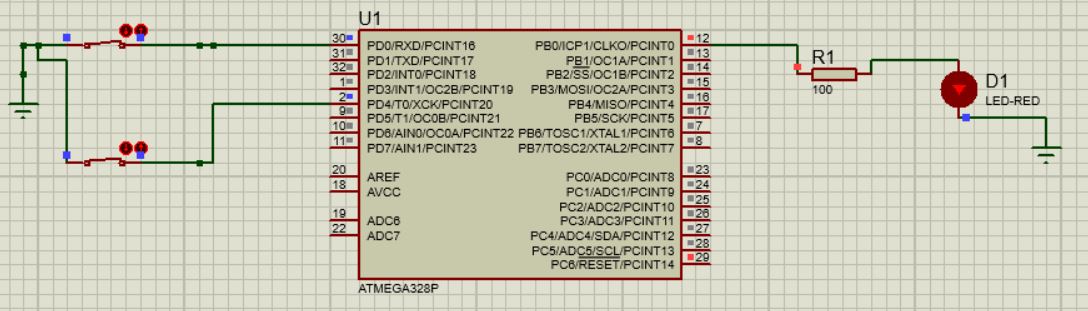 U1
30 PD0/RXD/PCINT16 PB0/ICP1/CLKO/PCINT0 12
31 PD1/TXD/PCINT17 PB1/OC1A/PCINT1 13
32 PD2/INT0/PCINT18 PB2/SS/OC1B/PCINT2 14
1 PD3/INT1/OC2B/PCINT19 PB3/MOSI/OC2A/PCINT3 15
2 PD4/T0/XCK/PCINT20 PB4/MISO/PCINT4 16
9 PD5/T1/OC0B/PCINT21 PB5/SCK/PCINT5 17
10 PD6/AIN0/OC0A/PCINT22 PB6/TOSC1/XTAL1/PCINT6 7
11 PD7/AIN1/PCINT23 PB7/TOSC2/XTAL2/PCINT7 8
20 AREF PC0/ADC0/PCINT8 23
18 AVCC PC1/ADC1/PCINT9 24
PC2/ADC2/PCINT10 25
19 ADC6 PC3/ADC3/PCINT11 26
22 ADC7 PC4/ADC4/SDA/PCINT12 27
PC5/ADC5/SCL/PCINT13 28
PC6/RESET/PCINT14 29
ATMEGA328P
R1
100
D1
LED-RED